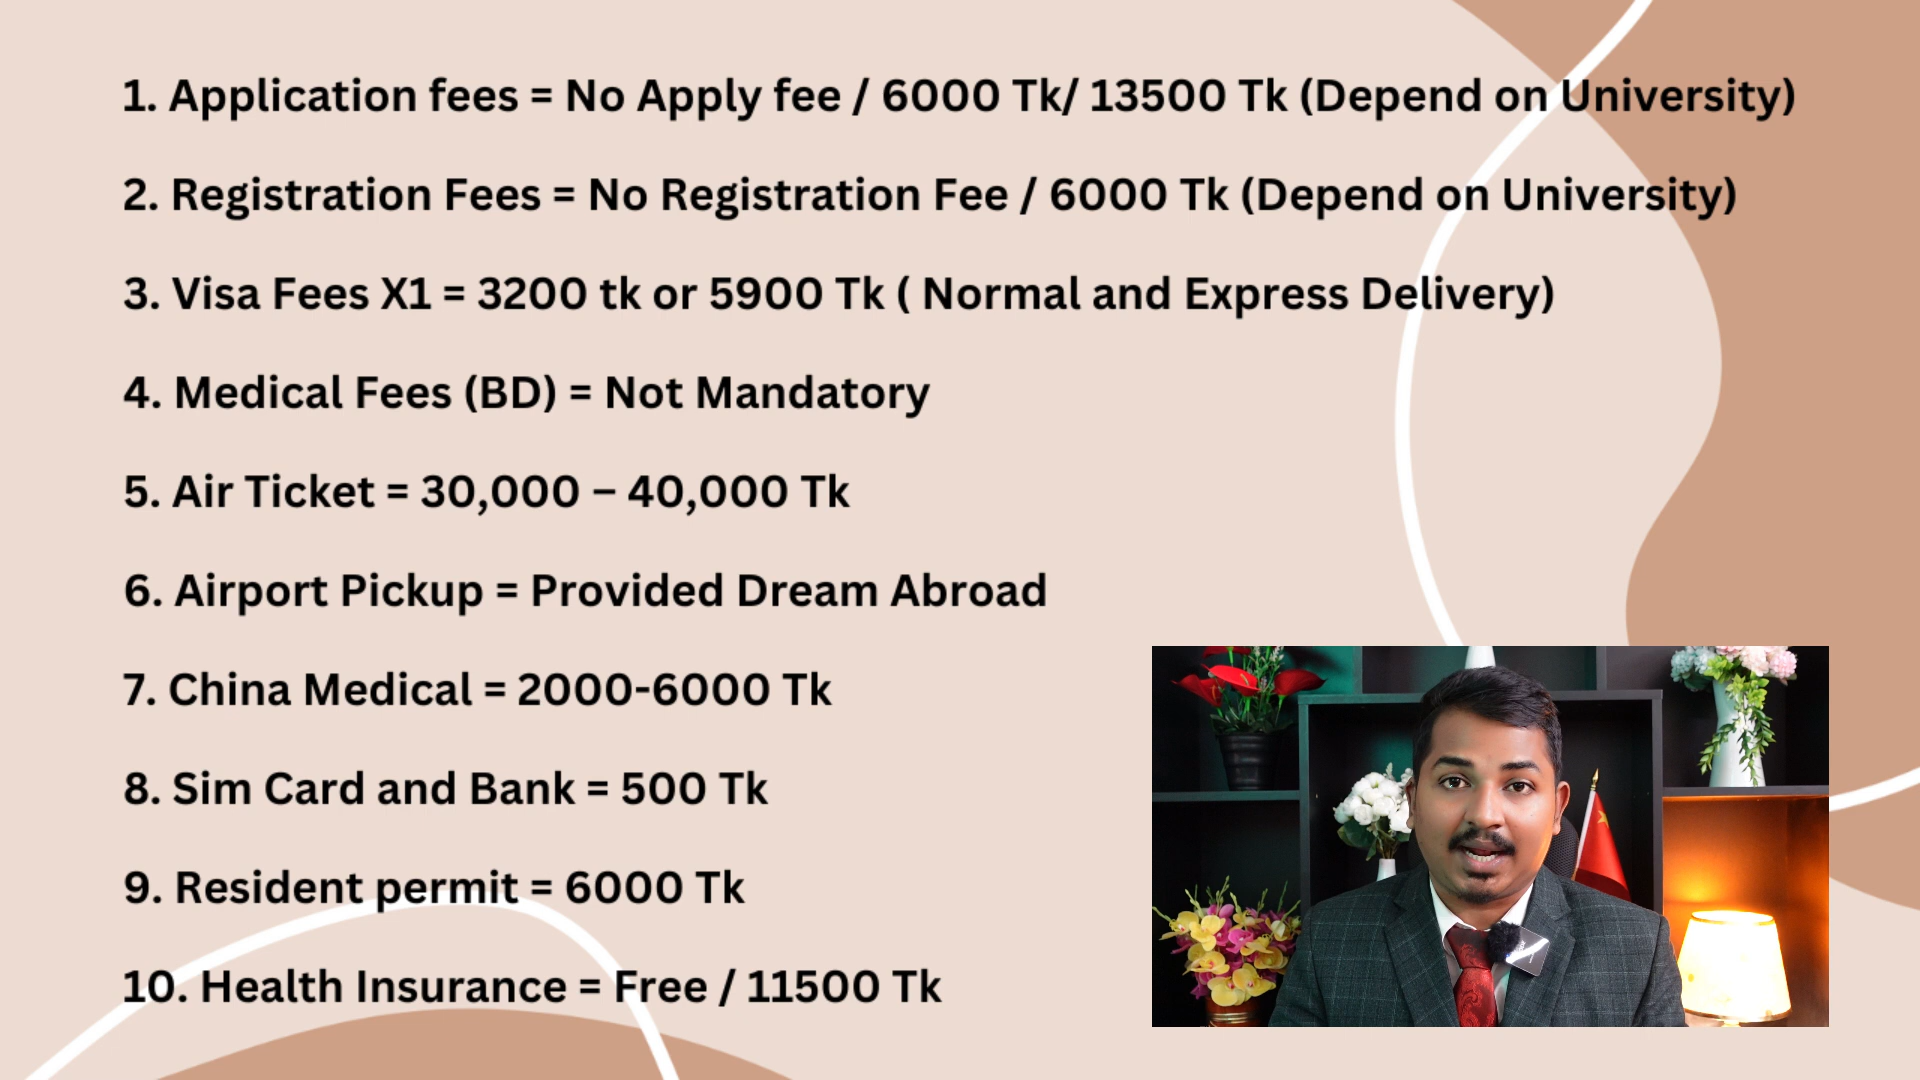 1. Application fees = No Apply fee / 6000 Tk/ 13500 Tk (Depend on University)
2. Registration Fees = No Registration Fee / 6000 Tk (Depend on University)
3. Visa Fees X1 = 3200 tk or 5900 Tk ( Normal and Express Delivery)
4. Medical Fees (BD) = Not Mandatory
5. Air Ticket = 30,000 – 40,000 Tk
6. Airport Pickup = Provided Dream Abroad
7. China Medical = 2000-6000 Tk
8. Sim Card and Bank = 500 Tk
9. Resident permit = 6000 Tk
10. Health Insurance = Free / 11500 Tk